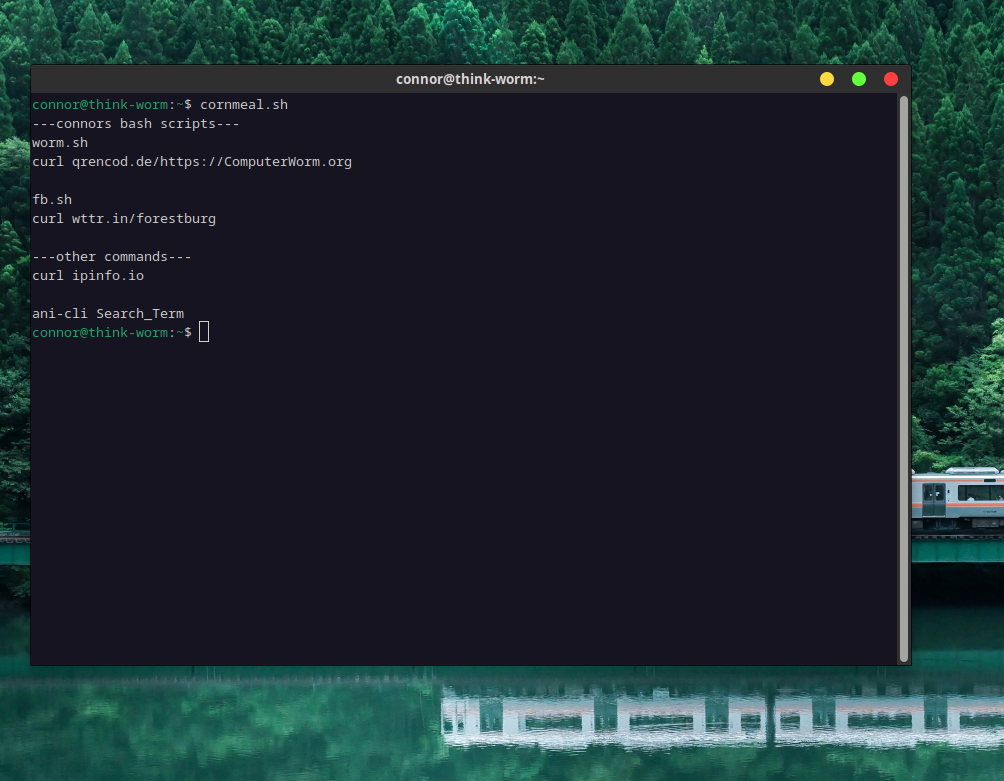 connor@think-worm:~
connor@think-worm:~$ cornmeal.sh
---connors bash scripts---
worm.sh
curl qrencod.de/https://ComputerWorm.org
fb.sh
curl wttr.in/forestburg
---other commands---
curl ipinfo.io
ani-cli Search_Term
connor@think-worm:~$